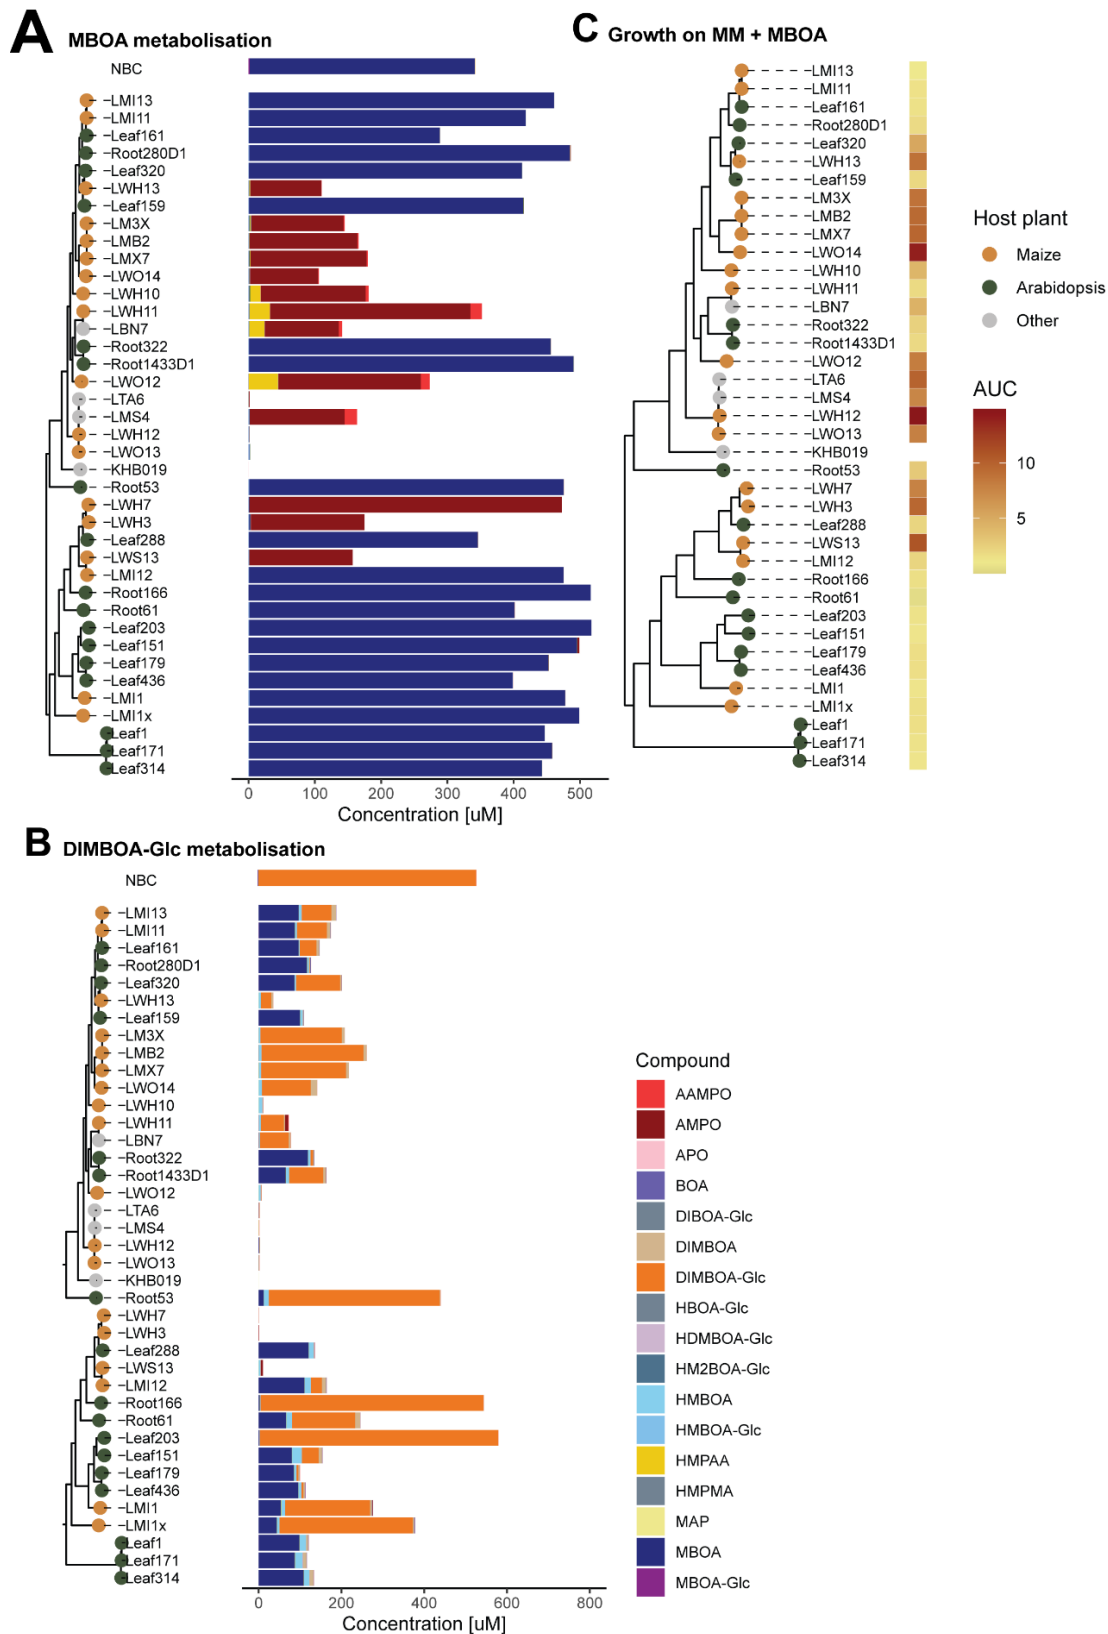 A MBOA metabolisation
NBC
LMI13
LMI11
Leaf161
Root280D1
Leaf320
LWH13
Leaf159
LM3X
LMB2
LMX7
LWO14
LWH10
LWH11
LBN7
Root322
Root1433D1
LWO12
LTA6
LMS4
LWH12
LWO13
KHB019
Root53
LWH7
LWH3
Leaf288
LWS13
LMI12
Root166
Root61
Leaf203
Leaf151
Leaf179
Leaf436
LMI1
LMI1x
Leaf1
Leaf171
Leaf314
0 100 200 300 400 500
Concentration [uM]
C Growth on MM + MBOA
LMI13
LMI11
Leaf161
Root280D1
Leaf320
LWH13
Leaf159
LM3X
LMB2
LMX7
LWO14
LWH10
LWH11
LBN7
Root322
Root1433D1
LWO12
LTA6
LMS4
LWH12
LWO13
KHB019
Root53
LWH7
LWH3
Leaf288
LWS13
LMI12
Root166
Root61
Leaf203
Leaf151
Leaf179
Leaf436
LMI1
LMI1x
Leaf1
Leaf171
Leaf314
Host plant
Maize
Arabidopsis
Other
AUC
10
5
B DIMBOA-Glc metabolisation
NBC
LMI13
LMI11
Leaf161
Root280D1
Leaf320
LWH13
Leaf159
LM3X
LMB2
LMX7
LWO14
LWH10
LWH11
LBN7
Root322
Root1433D1
LWO12
LTA6
LMS4
LWH12
LWO13
KHB019
Root53
LWH7
LWH3
Leaf288
LWS13
LMI12
Root166
Root61
Leaf203
Leaf151
Leaf179
Leaf436
LMI1
LMI1x
Leaf1
Leaf171
Leaf314
0 200 400 600 800
Concentration [uM]
Compound
AAMPO
AMPO
APO
BOA
DIBOA-Glc
DIMBOA
DIMBOA-Glc
HBOA-Glc
HDMBOA-Glc
HM2BOA-Glc
HMBOA
HMBOA-Glc
HMPAA
HMPMA
MAP
MBOA
MBOA-Glc